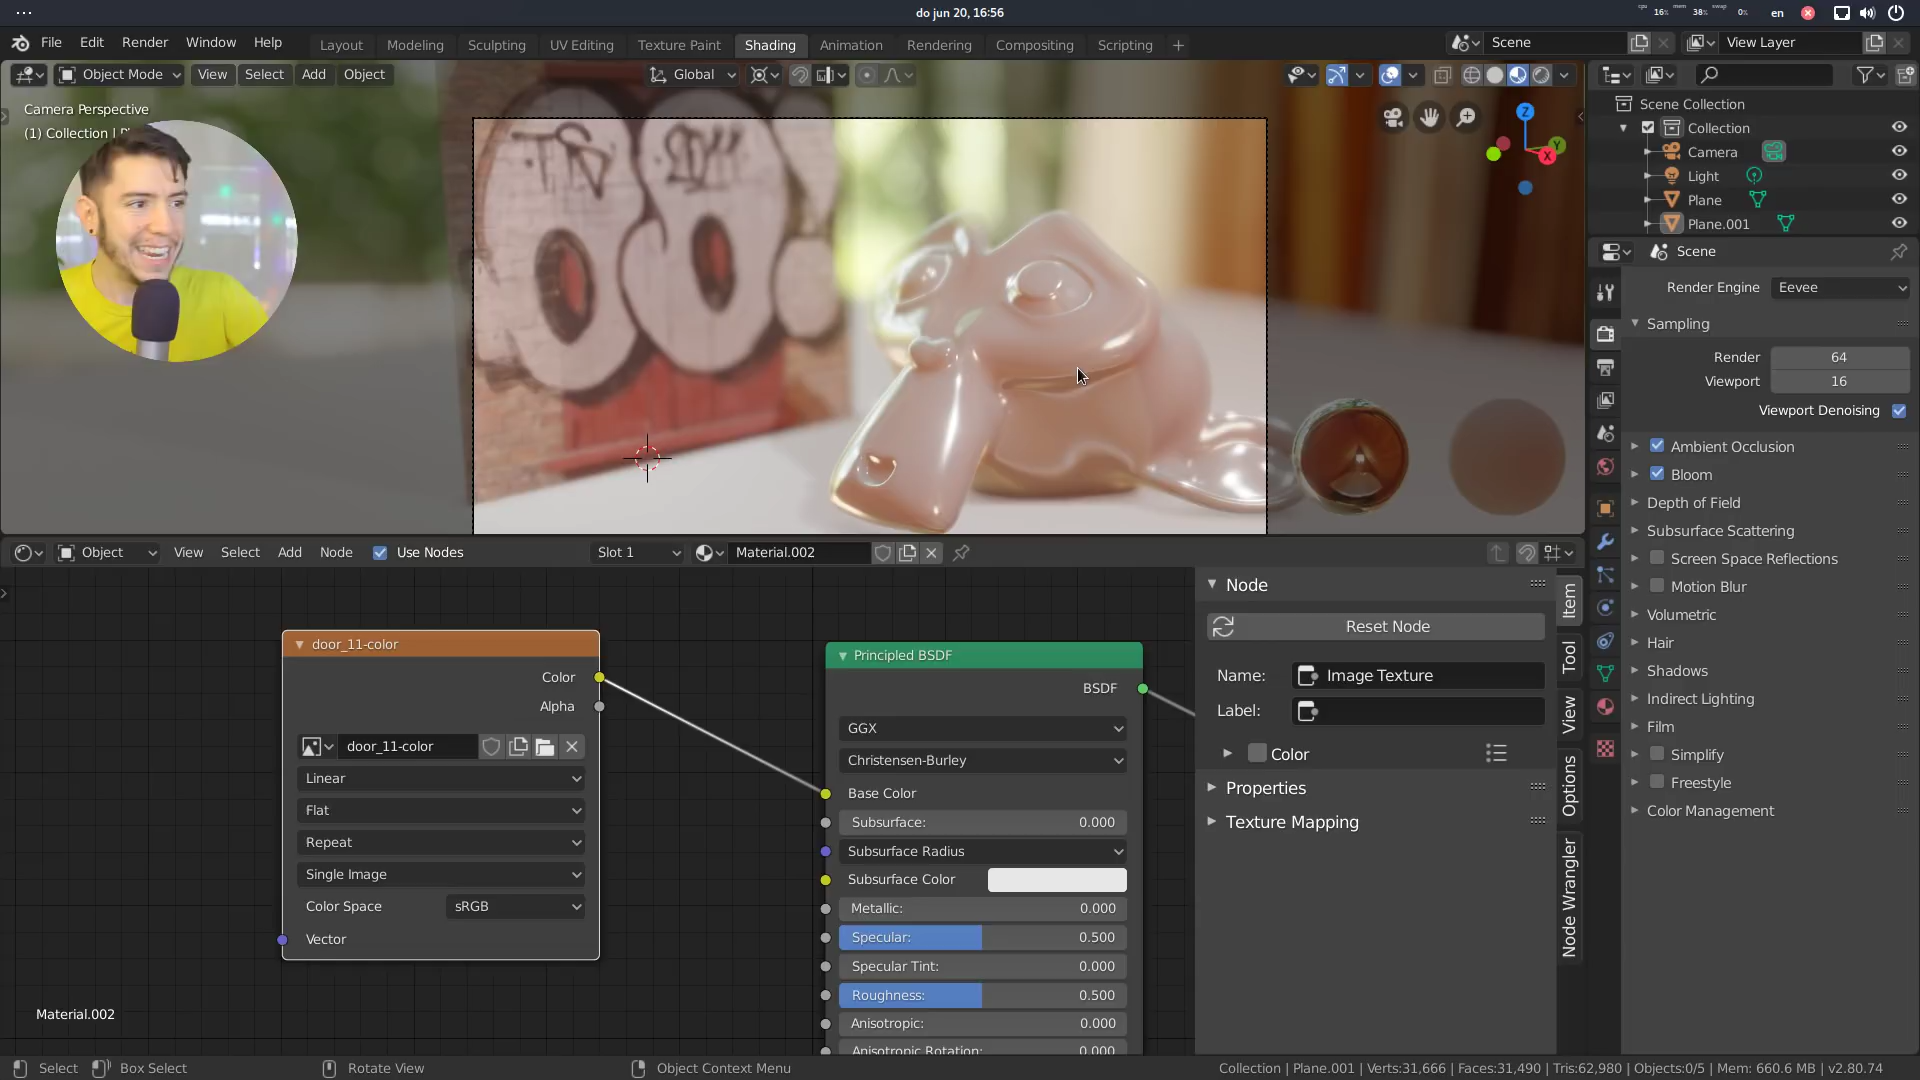 do jun 20, 16:56
cpu 16% mem 38% swap 0% en
File Edit Render Window Help
Layout Modeling Sculpting UV Editing Texture Paint Shading Animation Rendering Compositing Scripting
Scene
View Layer
Object Mode View Select Add Object
Global
Camera Perspective
(1) Collection |
Z
Y
X
Scene Collection
Collection
Camera
Light
Plane
Plane.001
Scene
Render Engine Eevee
Sampling
Render 64
Viewport 16
Viewport Denoising
Ambient Occlusion
Bloom
Depth of Field
Subsurface Scattering
Screen Space Reflections
Motion Blur
Volumetric
Hair
Shadows
Indirect Lighting
Film
Simplify
Freestyle
Color Management
Object View Select Add Node Use Nodes Slot 1 Material.002
door_11-color
Color
Alpha
door_11-color
Linear
Flat
Repeat
Single Image
Color Space sRGB
Vector
Principled BSDF
BSDF
GGX
Christensen-Burley
Base Color
Subsurface: 0.000
Subsurface Radius
Subsurface Color
Metallic: 0.000
Specular: 0.500
Specular Tint: 0.000
Roughness: 0.500
Anisotropic: 0.000
Anisotropic Rotation: 0.000
Node
Reset Node
Name: Image Texture
Label:
Color
Properties
Texture Mapping
Item
Tool
View
Options
Node Wrangler
Material.002
Select Box Select Rotate View Object Context Menu
Collection | Plane.001 | Verts:31,666 | Faces:31,490 | Tris:62,980 | Objects:0/5 | Mem: 660.6 MB | v2.80.74